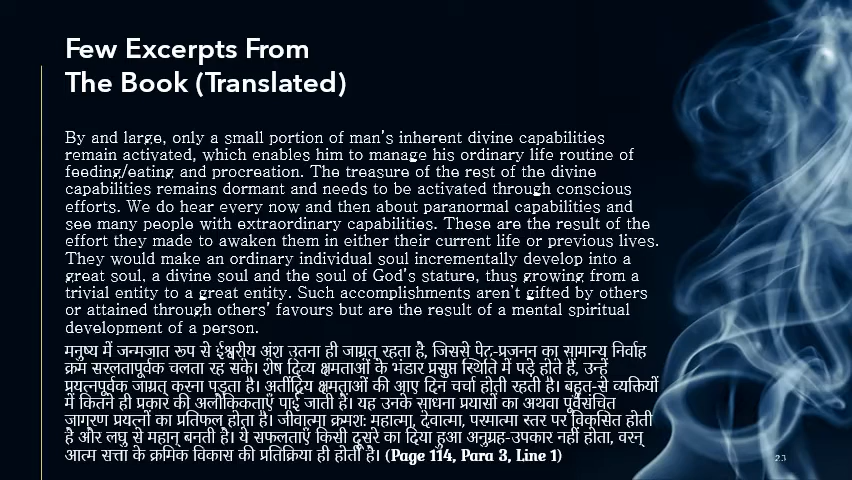 Few Excerpts From
The Book (Translated)
By and large, only a small portion of man's inherent divine capabilities
remain activated, which enables him to manage his ordinary life routine of
feeding/eating and procreation. The treasure of the rest of the divine
capabilities remains dormant and needs to be activated through conscious
efforts. We do hear every now and then about paranormal capabilities and
see many people with extraordinary capabilities. These are the result of the
effort they made to awaken them in either their current life or previous lives.
They would make an ordinary individual soul incrementally develop into a
great soul, a divine soul and the soul of God's stature, thus growing from a
trivial entity to a great entity. Such accomplishments aren't gifted by others
or attained through others' favours but are the result of a mental spiritual
development of a person.
मनुष्य में जन्मजात रूप से ईश्वरीय अंश उतना ही जाग्रत् रहता है, जिससे पेट-प्रजनन का सामान्य निर्वाह
क्रम सरलतापूर्वक चलता रह सके। शेष दिव्य क्षमताओं के भंडार प्रसुप्त स्थिति में पड़े होते हैं, उन्हें
प्रयत्नपूर्वक जाग्रत् करना पड़ता है। अतींद्रिय क्षमताओं की आए दिन चर्चा होती रहती है। बहुत-से व्यक्तियों
में कितने ही प्रकार की अलौकिकताएँ पाई जाती हैं। यह उनके साधना प्रयासों का अथवा पूर्वसंचित
जागरण प्रयत्नों का प्रतिफल होता है। जीवात्मा क्रमश: महात्मा, देवात्मा, परमात्मा स्तर पर विकसित होती
है और लघु से महान् बनती है। ये सफलताएँ किसी दूसरे का दिया हुआ अनुग्रह-उपकार नहीं होता, वरन्
आत्म सत्ता के क्रमिक विकास की प्रतिक्रिया ही होती है। (Page 114, Para 3, Line 1)
23